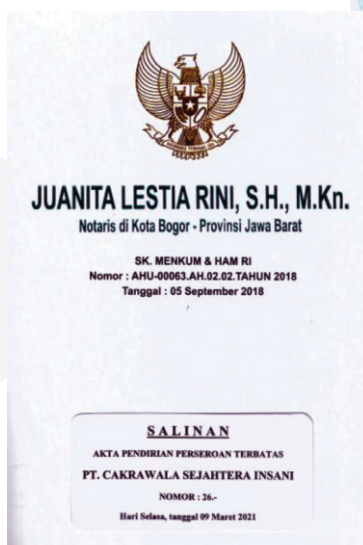 JUANITA LESTIA RINI, S.H., M.Kn.
Notaris di Kota Bogor - Provinsi Jawa Barat
SK. MENKUM & HAM RI
Nomor : AHU-00063.AH.02.02.TAHUN 2018
Tanggal : 05 September 2018
SALINAN
AKTA PENDIRIAN PERSEROAN TERBATAS
PT. CAKRAWALA SEJAHTERA INSANI
NOMOR : 26.-
Hari Selasa, tanggal 09 Maret 2021